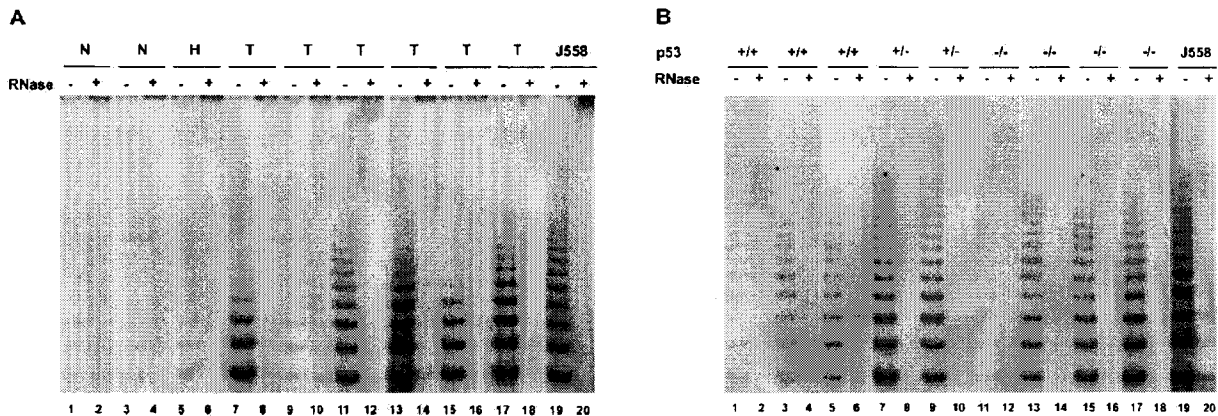 A
N N H T T T T T T J558
RNase - + - + - + - + - + - + - + - + - + - +
1 2 3 4 5 6 7 8 9 10 11 12 13 14 15 16 17 18 19 20
B
p53 +/+ +/+ +/+ +/- +/- -/- -/- -/- -/- J558
RNase - + - + - + - + - + - + - + - + - + - +
1 2 3 4 5 6 7 8 9 10 11 12 13 14 15 16 17 18 19 20